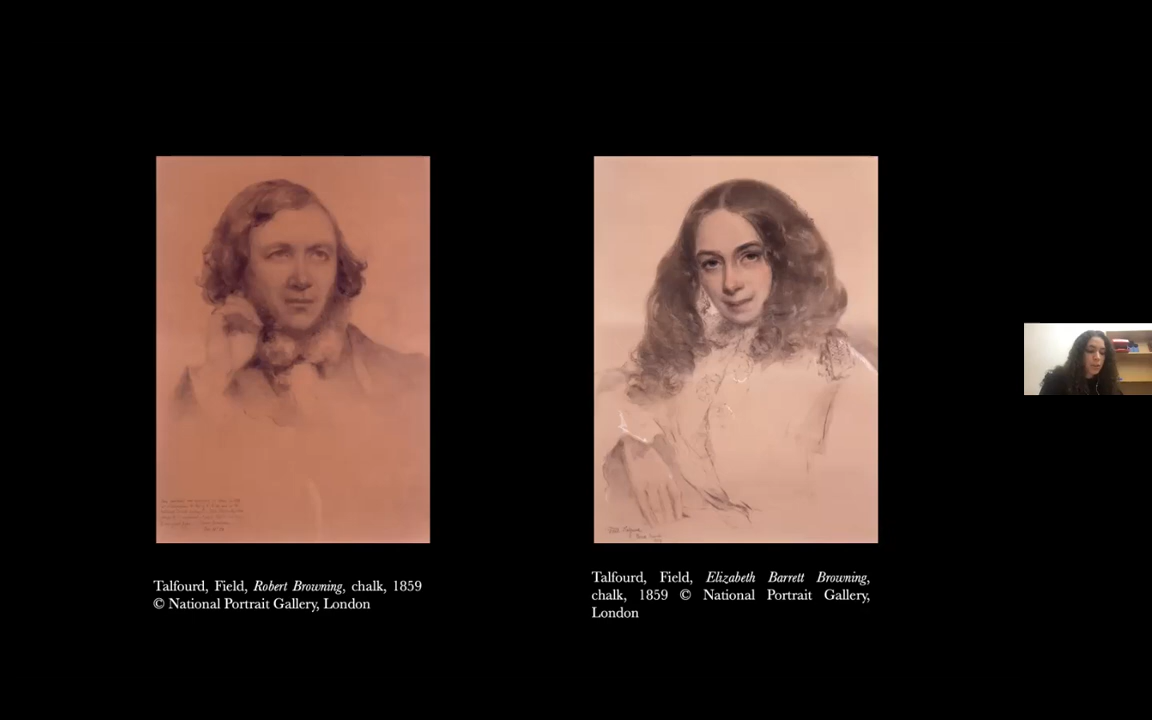 Talfourd, Field, Robert Browning, chalk, 1859
© National Portrait Gallery, London
Talfourd, Field, Elizabeth Barrett Browning,
chalk, 1859 © National Portrait Gallery,
London